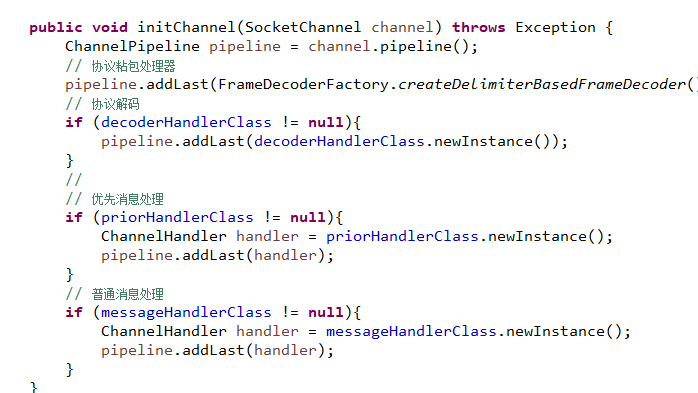 public void initChannel(SocketChannel channel) throws Exception {
    ChannelPipeline pipeline = channel.pipeline();
    // 协议粘包处理器
    pipeline.addLast(FrameDecoderFactory.createDelimiterBasedFrameDecoder()
    // 协议解码
    if (decoderHandlerClass != null){
        pipeline.addLast(decoderHandlerClass.newInstance());
    }
    //
    // 优先消息处理
    if (priorHandlerClass != null){
        ChannelHandler handler = priorHandlerClass.newInstance();
        pipeline.addLast(handler);
    }
    // 普通消息处理
    if (messageHandlerClass != null){
        ChannelHandler handler = messageHandlerClass.newInstance();
        pipeline.addLast(handler);
    }
}